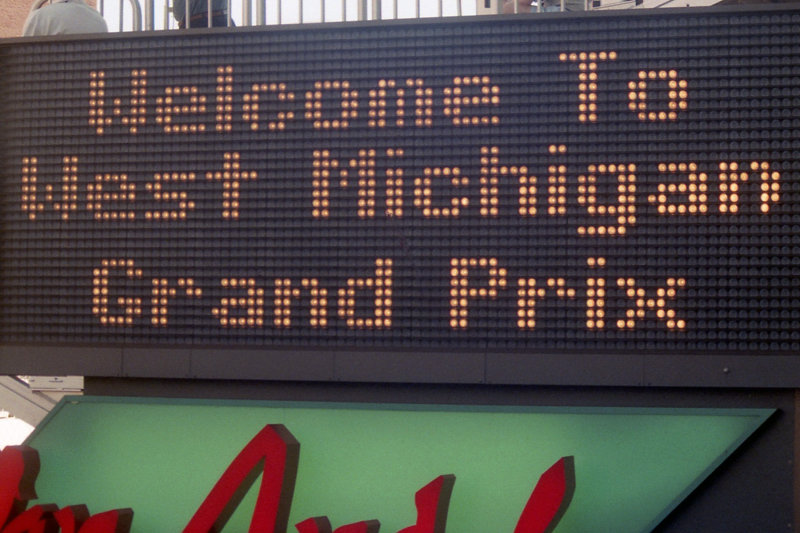 Welcome To
West Michigan
Grand Prix